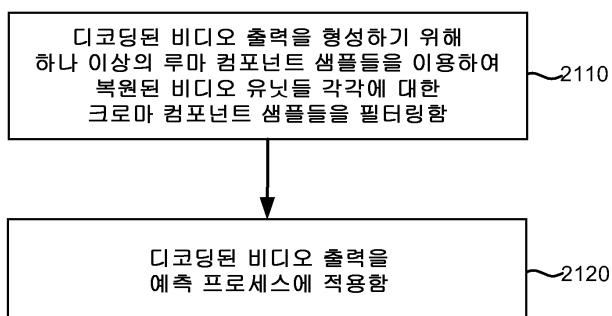 디코딩된 비디오 출력을 형성하기 위해
하나 이상의 루마 컴포넌트 샘플들을 이용하여
복원된 비디오 유닛들 각각에 대한
크로마 컴포넌트 샘플들을 필터링함
2110
디코딩된 비디오 출력을
예측 프로세스에 적용함
2120